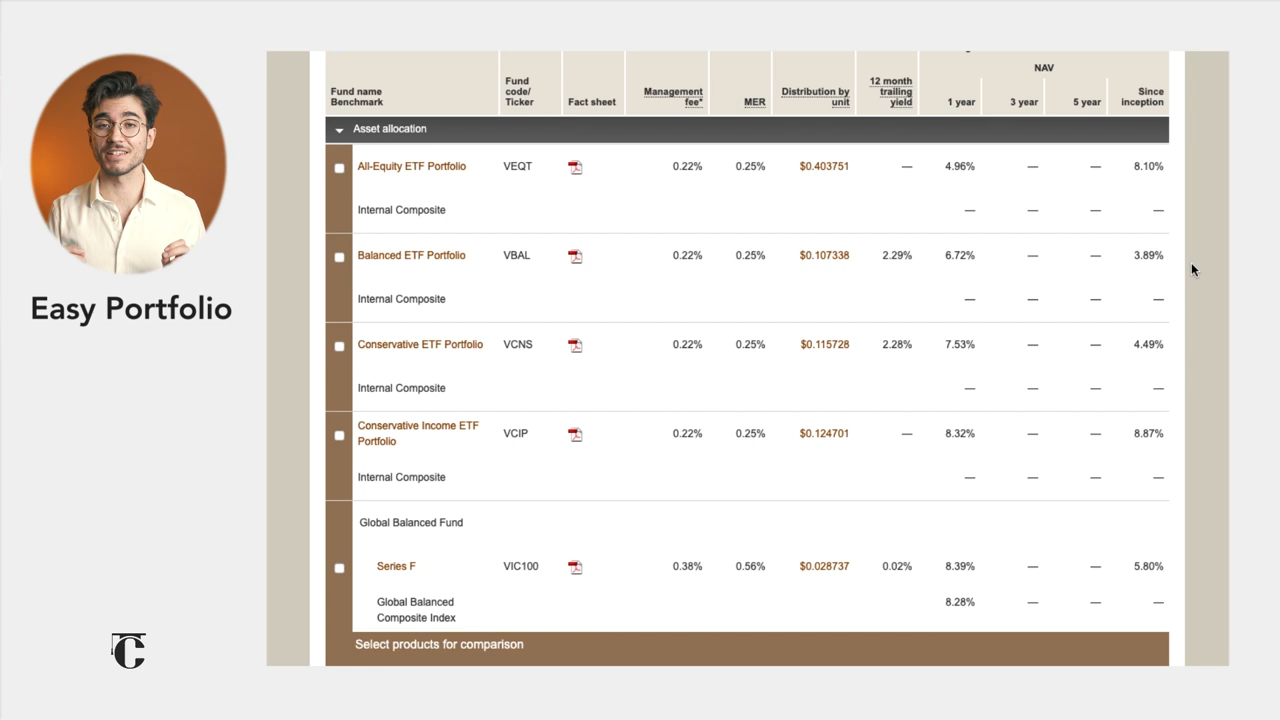 NAV
Fund name
Benchmark
Fund
code/
Ticker
Fact sheet
Management
fee*
MER
Distribution by
unit
12 month
trailing
yield
1 year
3 year
5 year
Since
inception
Asset allocation
All-Equity ETF Portfolio VEQT 0.22% 0.25% $0.403751 — 4.96% — — 8.10%
Internal Composite — — — —
Balanced ETF Portfolio VBAL 0.22% 0.25% $0.107338 2.29% 6.72% — — 3.89%
Internal Composite — — — —
Easy Portfolio
Conservative ETF Portfolio VCNS 0.22% 0.25% $0.115728 2.28% 7.53% — — 4.49%
Internal Composite — — — —
Conservative Income ETF
Portfolio
VCIP 0.22% 0.25% $0.124701 — 8.32% — — 8.87%
Internal Composite — — — —
Global Balanced Fund
Series F VIC100 0.38% 0.56% $0.028737 0.02% 8.39% — — 5.80%
Global Balanced
Composite Index
8.28% — — —
Select products for comparison